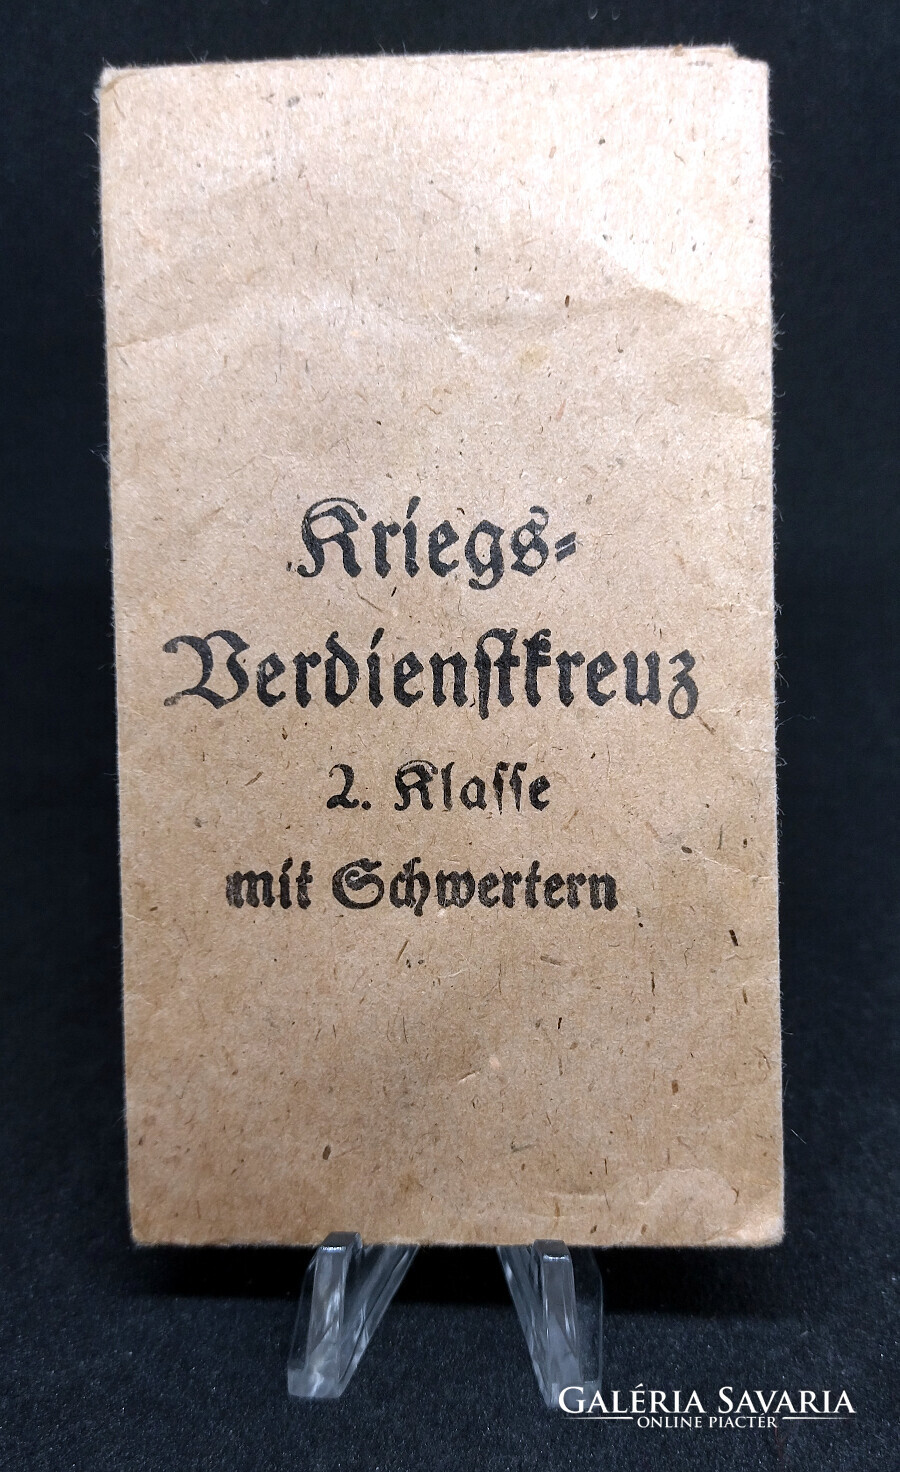 Kriegs=
Verdienstkreuz
2. Klasse
mit Schwertern
GALÉRIA SAVARIA
ONLINE PIACTÉR